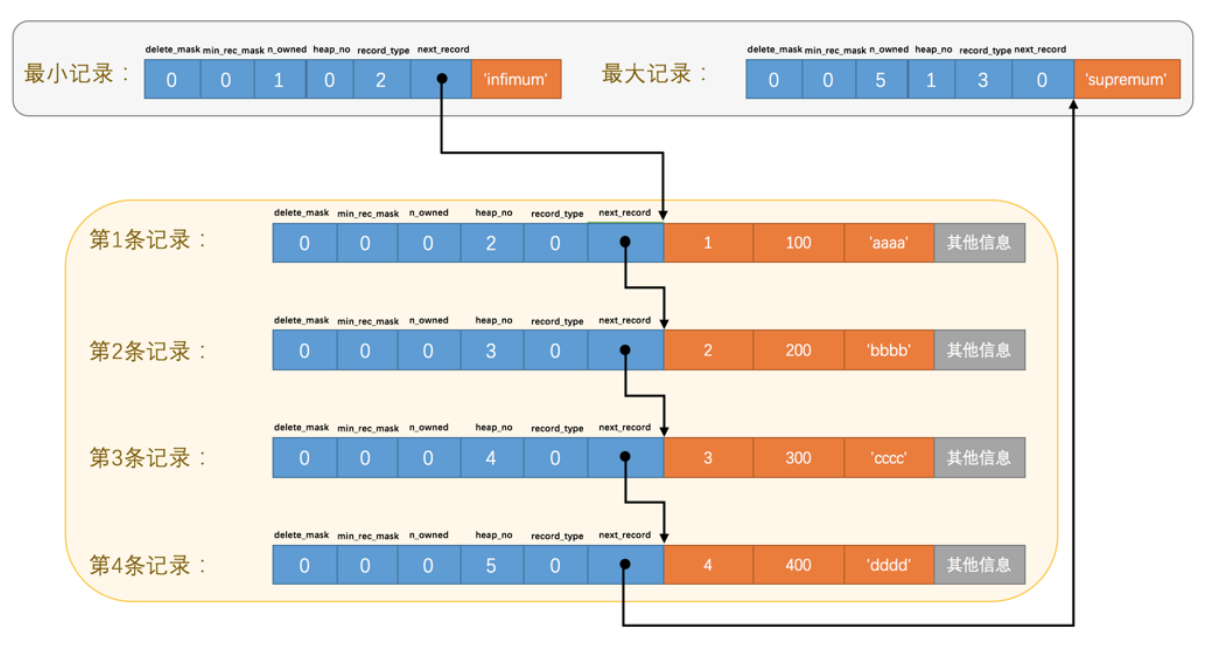 delete_mask min_rec_mask n_owned heap_no record_type next_record
最小记录： 0 0 1 0 2 'infimum'
delete_mask min_rec_mask n_owned heap_no record_type next_record
最大记录： 0 0 5 1 3 0 'supremum'
delete_mask min_rec_mask n_owned heap_no record_type next_record
第1条记录： 0 0 0 2 0 1 100 'aaaa' 其他信息
delete_mask min_rec_mask n_owned heap_no record_type next_record
第2条记录： 0 0 0 3 0 2 200 'bbbb' 其他信息
delete_mask min_rec_mask n_owned heap_no record_type next_record
第3条记录： 0 0 0 4 0 3 300 'cccc' 其他信息
delete_mask min_rec_mask n_owned heap_no record_type next_record
第4条记录： 0 0 0 5 0 4 400 'dddd' 其他信息